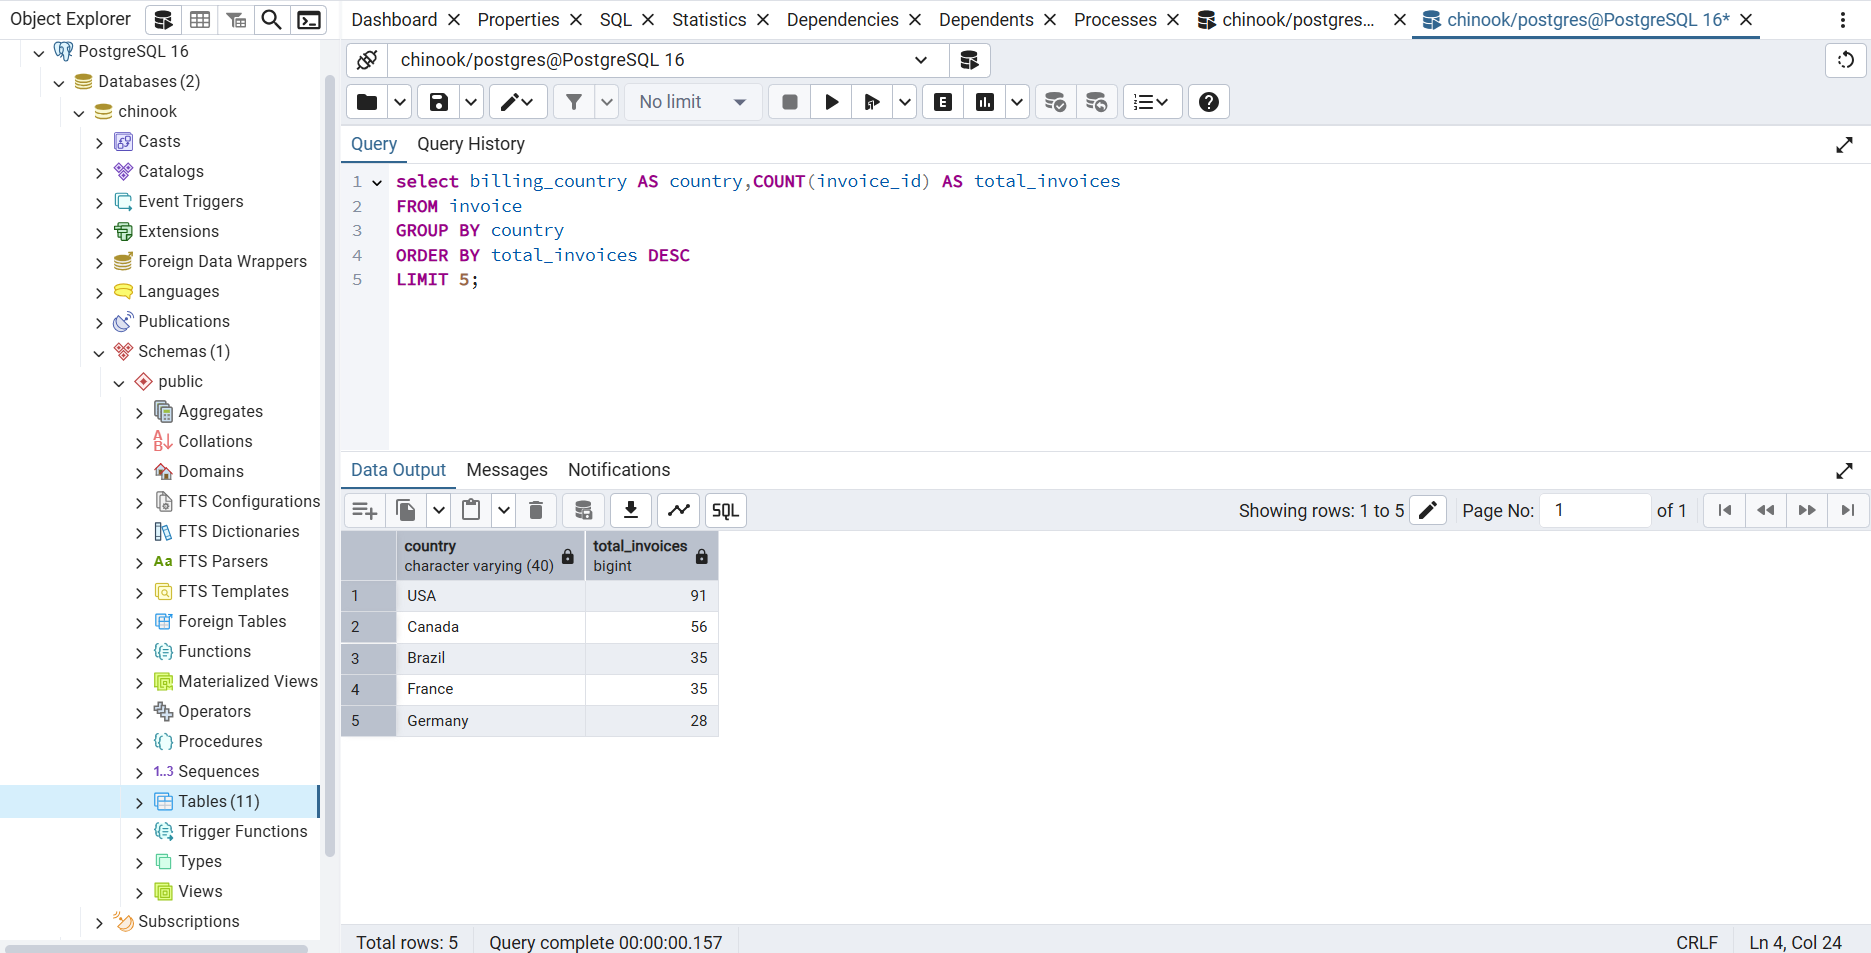 Object Explorer
Dashboard Properties SQL Statistics Dependencies Dependents Processes chinook/postgres... chinook/postgres@PostgreSQL 16*
PostgreSQL 16
Databases (2)
chinook
Casts
Catalogs
Event Triggers
Extensions
Foreign Data Wrappers
Languages
Publications
Schemas (1)
public
Aggregates
Collations
Domains
FTS Configurations
FTS Dictionaries
Aa FTS Parsers
FTS Templates
Foreign Tables
Functions
Materialized Views
Operators
Procedures
1..3 Sequences
Tables (11)
Trigger Functions
Types
Views
Subscriptions
chinook/postgres@PostgreSQL 16
No limit E
Query Query History
1 select billing_country AS country,COUNT(invoice_id) AS total_invoices
2 FROM invoice
3 GROUP BY country
4 ORDER BY total_invoices DESC
5 LIMIT 5;
Data Output Messages Notifications
SQL Showing rows: 1 to 5 Page No: 1 of 1
country total_invoices
character varying (40) bigint
1 USA 91
2 Canada 56
3 Brazil 35
4 France 35
5 Germany 28
Total rows: 5 Query complete 00:00:00.157 CRLF Ln 4, Col 24